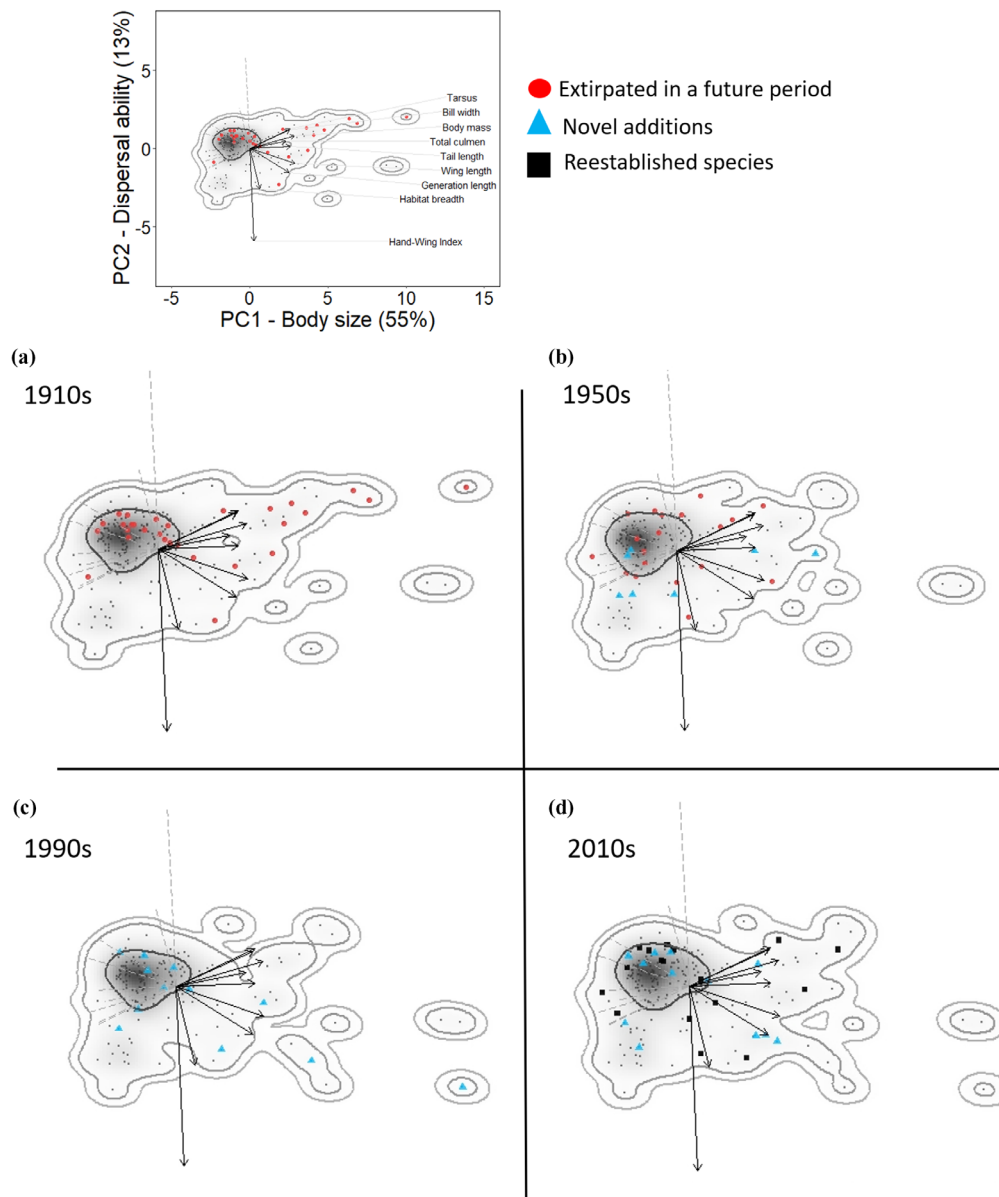 PC2 - Dispersal ability (13%)
5
0
-5
Tarsus
Bill width
Body mass
Total culmen
Tail length
Wing length
Generation length
Habitat breadth
Hand-Wing Index
-5 0 5 10 15
PC1 - Body size (55%)
Extirpated in a future period
Novel additions
Reestablished species
(a)
1910s
(b)
1950s
(c)
1990s
(d)
2010s